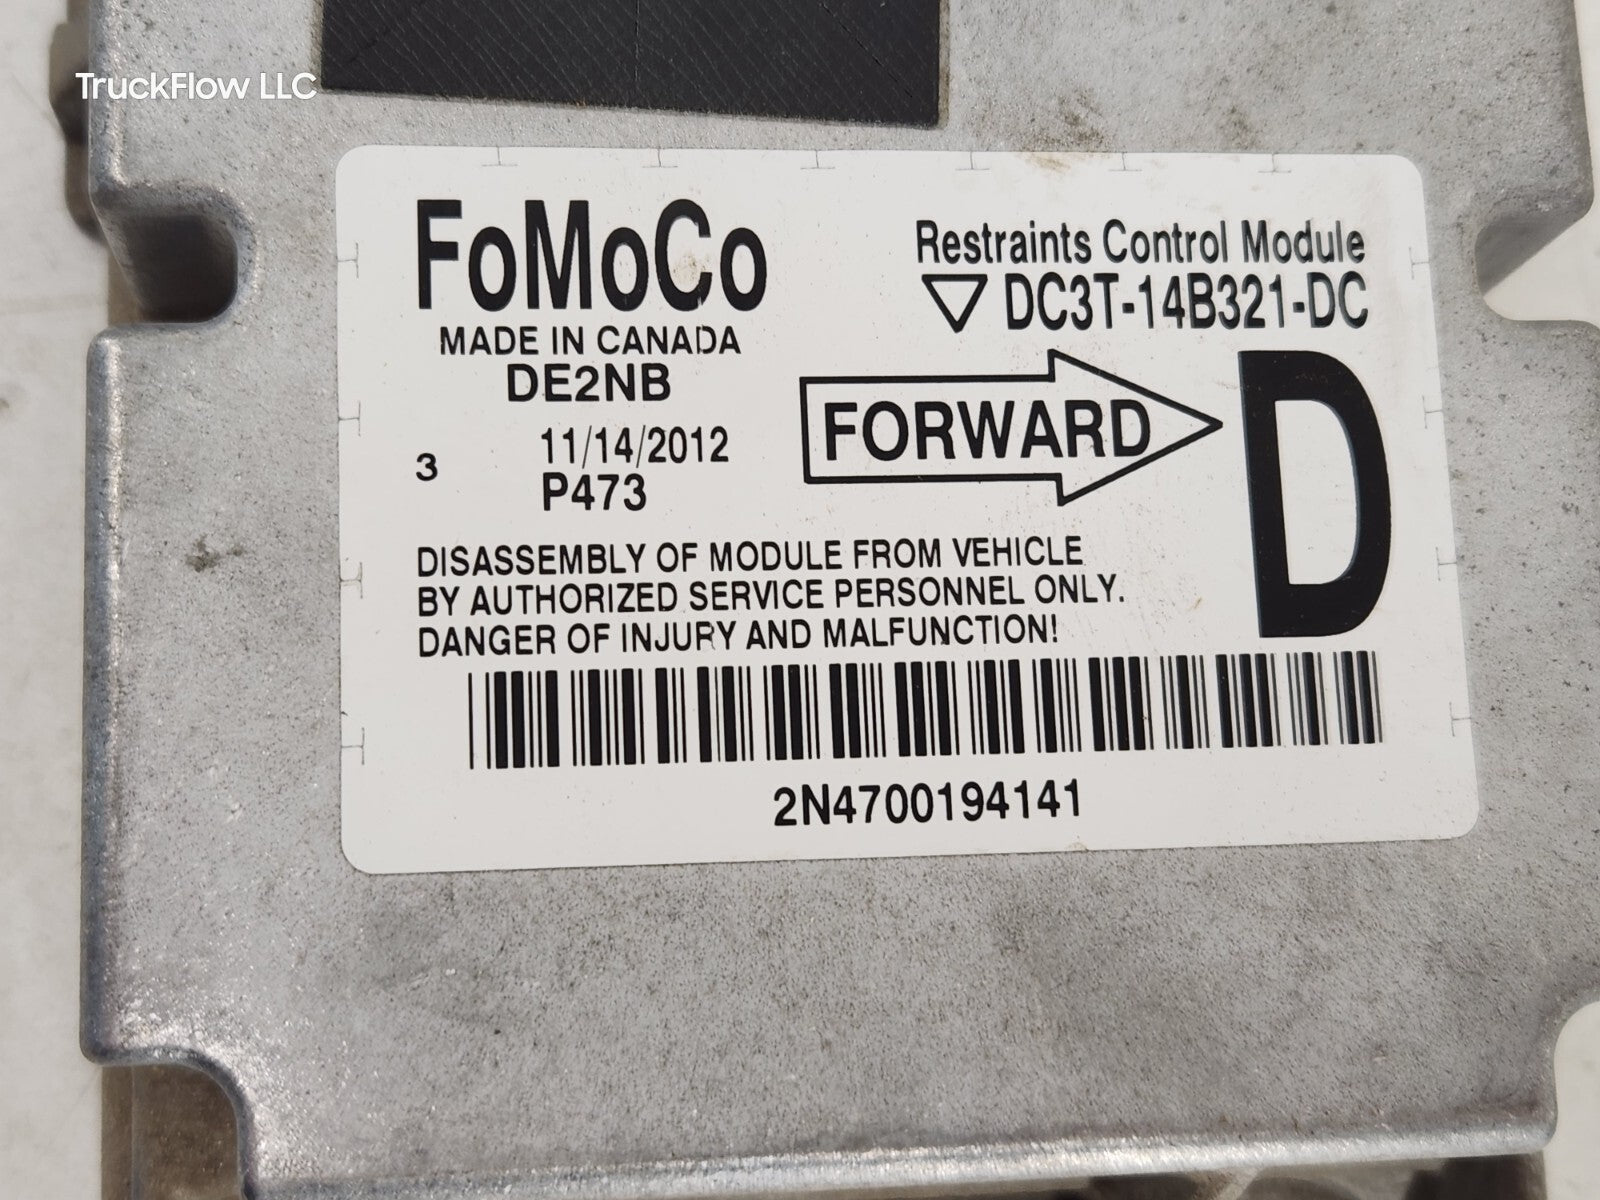 TruckFlow LLC
FoMoCo
MADE IN CANADA
DE2NB
3 11/14/2012
P473
Restraints Control Module
DC3T-14B321-DC
FORWARD
D
DISASSEMBLY OF MODULE FROM VEHICLE
BY AUTHORIZED SERVICE PERSONNEL ONLY.
DANGER OF INJURY AND MALFUNCTION!
2N4700194141